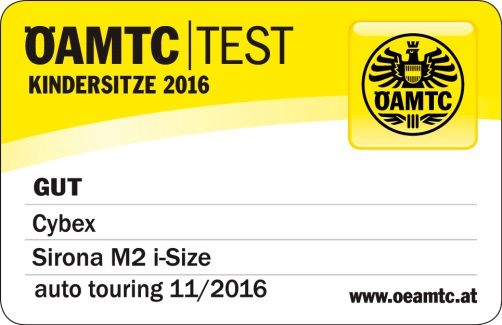 ÖAMTC|TEST
KINDERSITZE 2016
ÖAMTC
GUT
Cybex
Sirona M2 i-Size
auto touring 11/2016
www.oeamtc.at